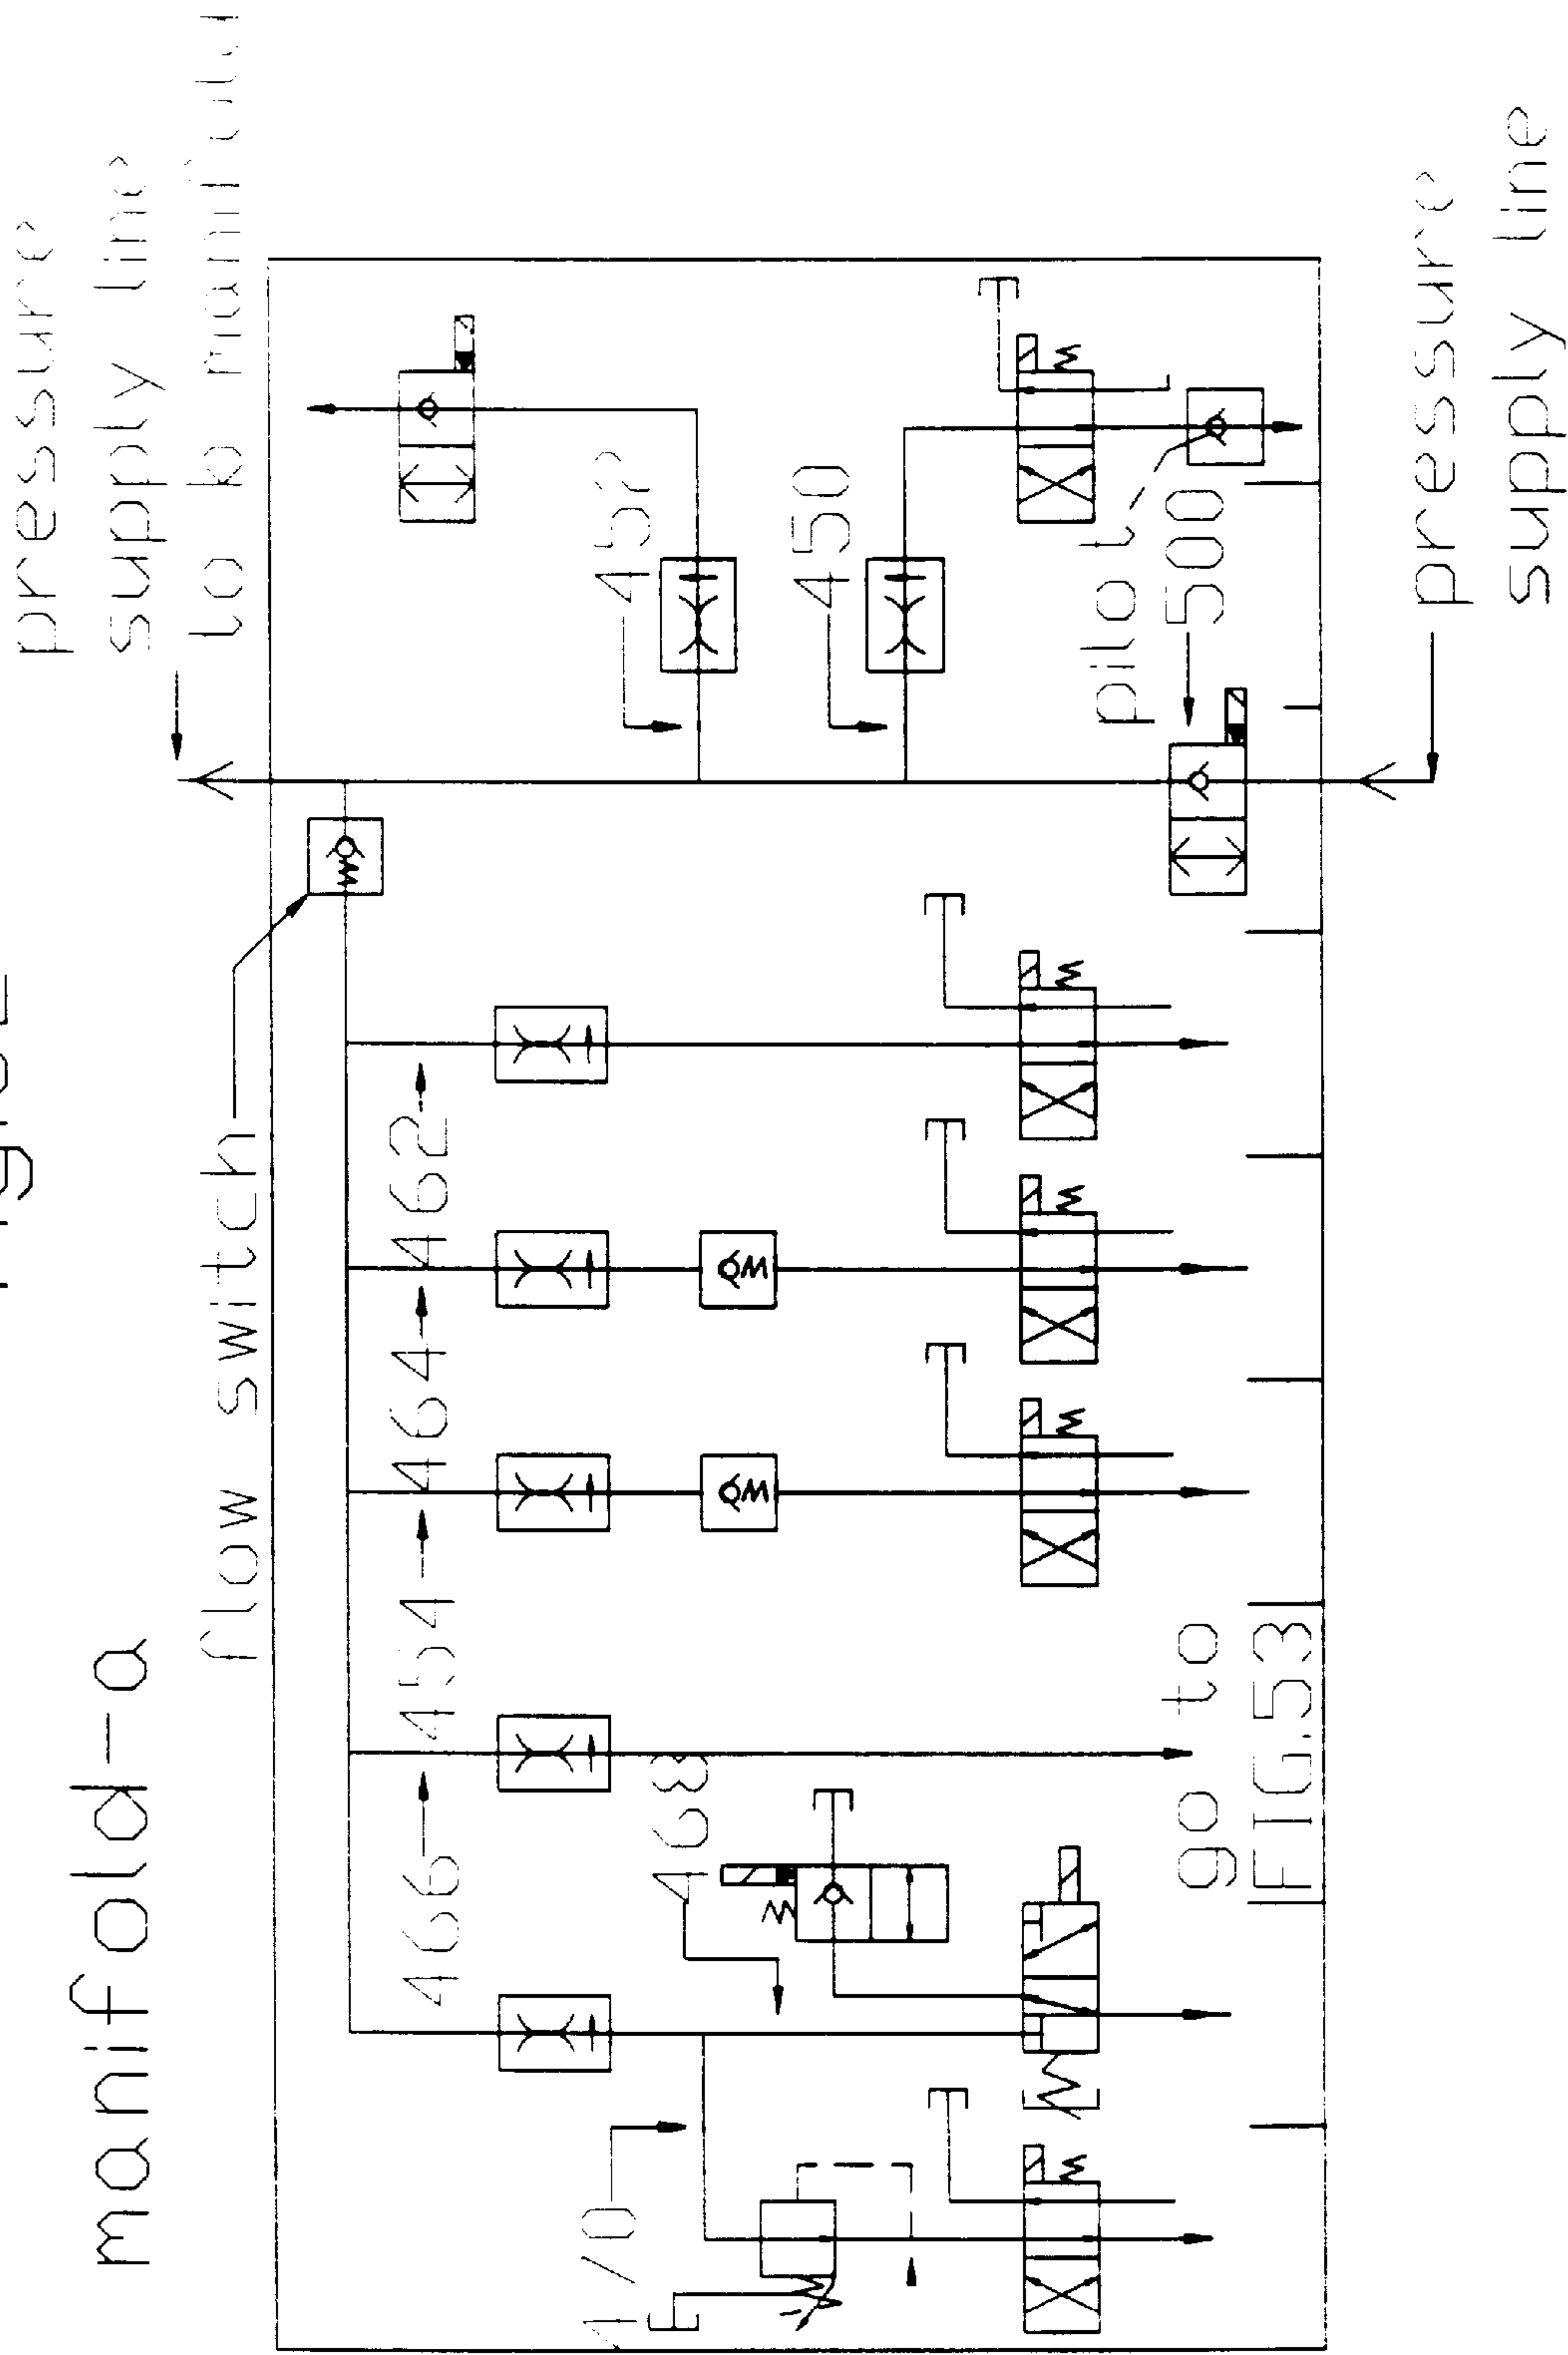 manifold-a
flow switch
pressure
supply line
to b manifold
466
454
464
462
452
450
468
470
pilot
500
go to
FIG.53
pressure
supply line